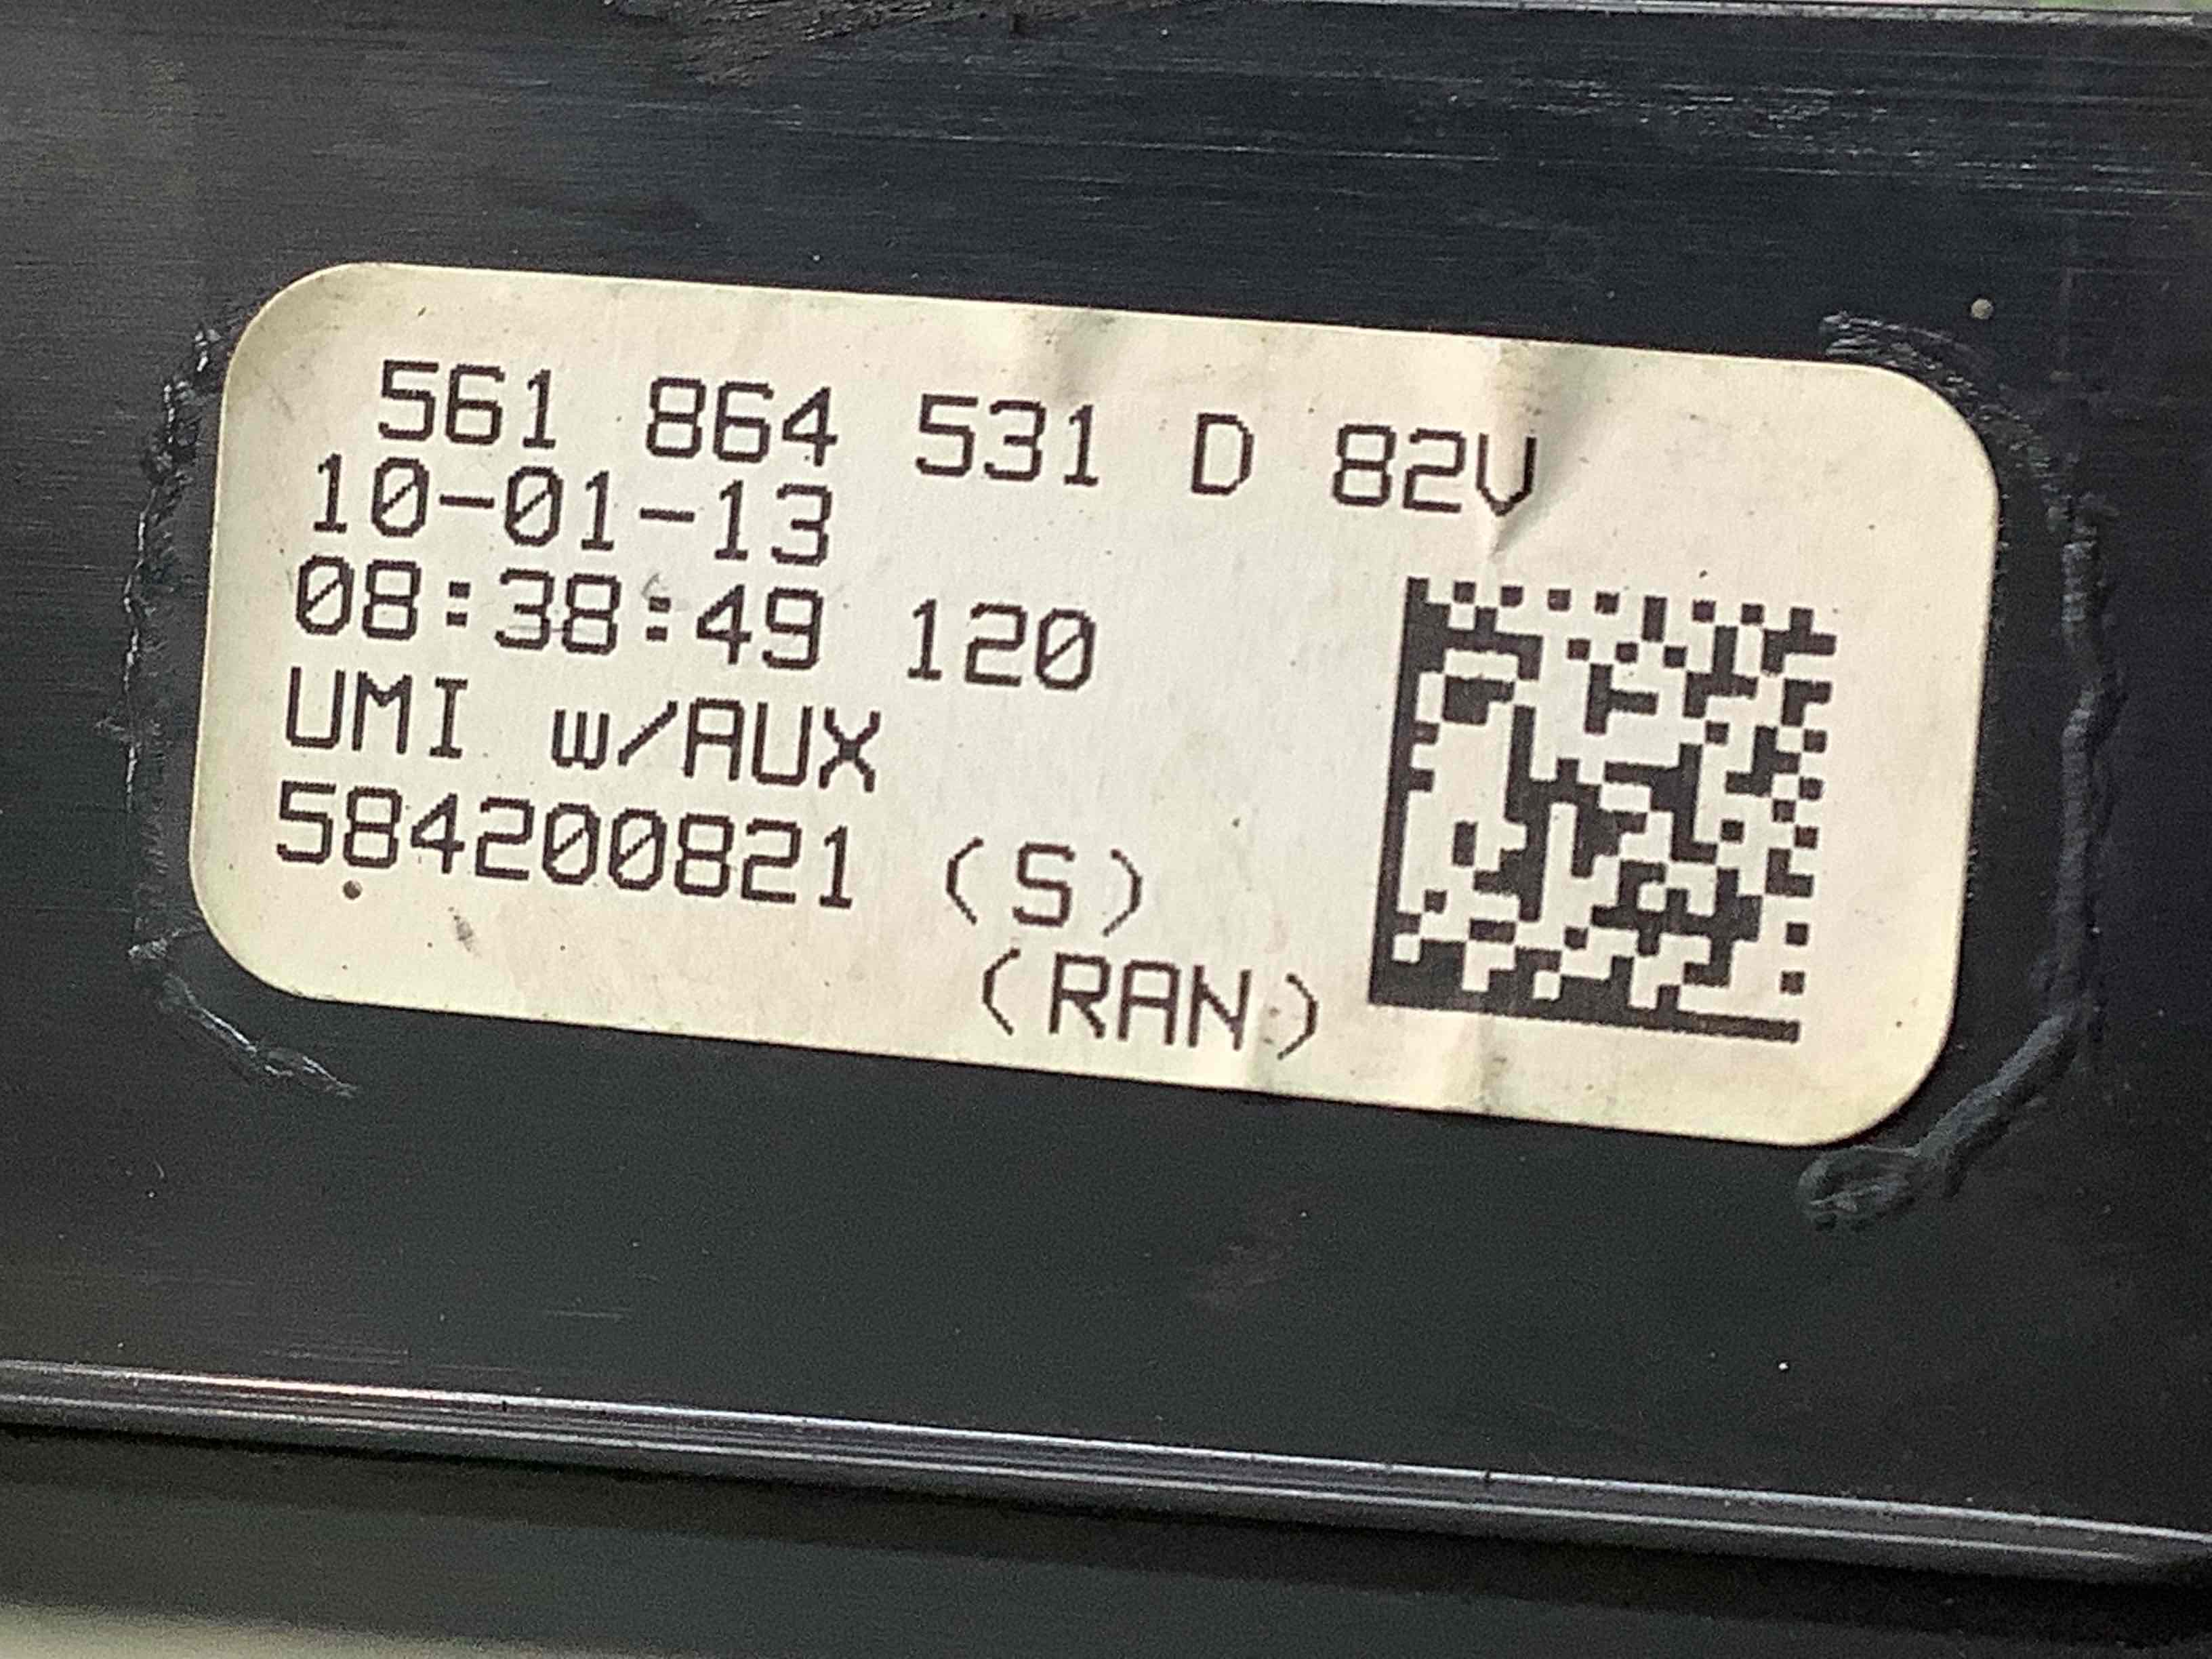 561 864 531 D 82V
10-01-13
08:38:49 120
UMI w/AUX
584200821 (S)
(RAN)